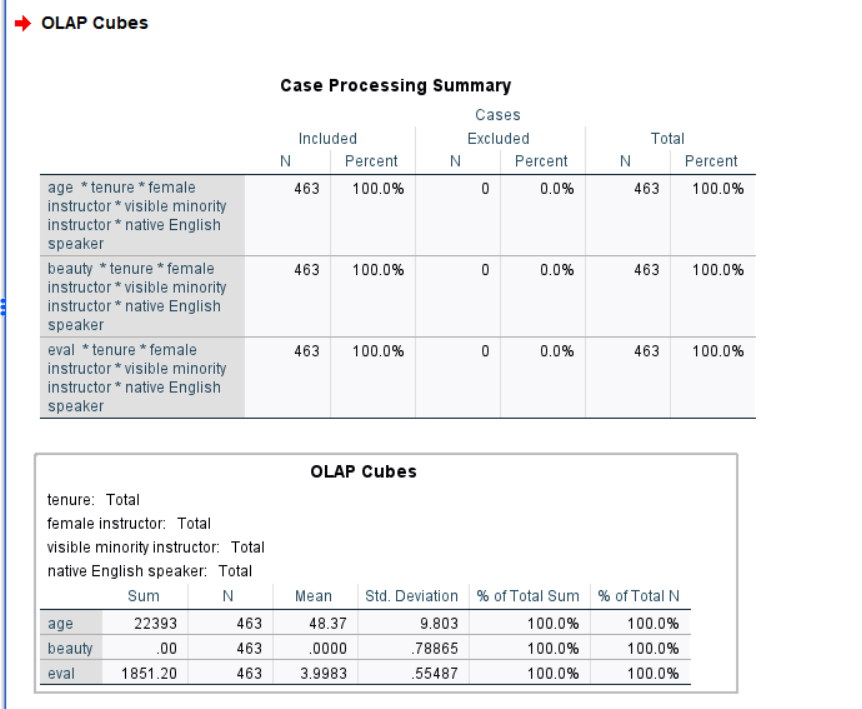 OLAP Cubes
Case Processing Summary
Cases
Included Excluded Total
N Percent N Percent N Percent
age * tenure * female 463 100.0% 0 0.0% 463 100.0%
instructor * visible minority
instructor * native English
speaker
beauty * tenure * female 463 100.0% 0 0.0% 463 100.0%
instructor * visible minority
instructor * native English
speaker
eval * tenure * female 463 100.0% 0 0.0% 463 100.0%
instructor * visible minority
instructor * native English
speaker
OLAP Cubes
tenure: Total
female instructor: Total
visible minority instructor: Total
native English speaker: Total
Sum N Mean Std. Deviation % of Total Sum % of Total N
age 22393 463 48.37 9.803 100.0% 100.0%
beauty .00 463 .0000 .78865 100.0% 100.0%
eval 1851.20 463 3.9983 .55487 100.0% 100.0%